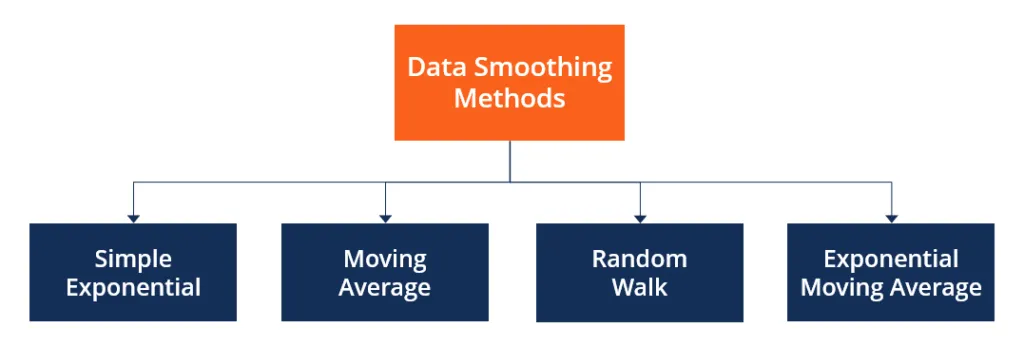 Data Smoothing
Methods
Simple
Exponential
Moving
Average
Random
Walk
Exponential
Moving Average